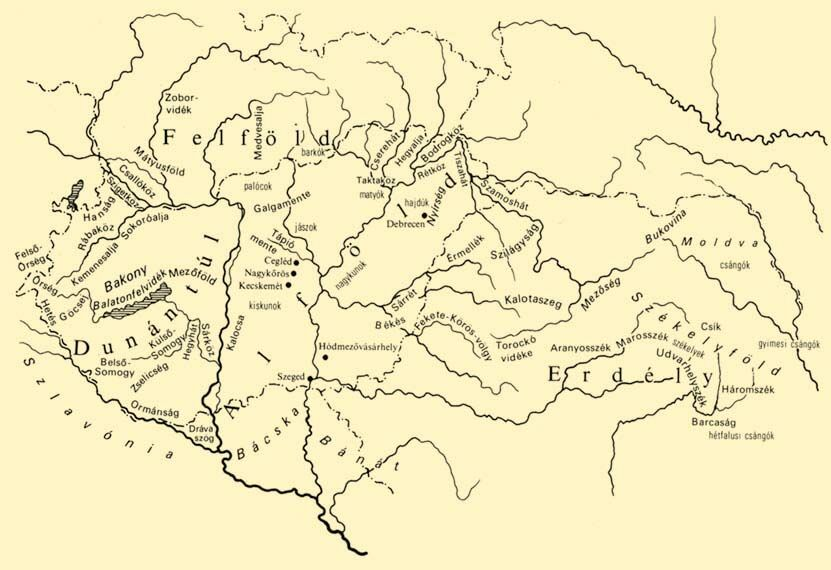 Zobor-
vidék
Felföld
Medvesalja
barkók
Cserehát
Hegyalja
Bodrogköz
Mátyusföld
Csallóköz
Szigetköz
Hanság
palócok
Taktaköz
matyók
Rétköz
Tiszahát
Szamoshát
Galgamente
hajdúk
Nyírség
Debrecen
Rábaköz
Sokoróalja
Kemenesalja
jászok
Tápió
mente
Felső-
Őrség
Őrség
Göcsej
Hetés
Bakony
Balatonfelvidék
Mezőföld
Cegléd
Nagykőrös
Kecskemét
kiskunok
nagykunok
Érmellék
Szilágyság
Bukovina
Moldva
csángók
Sárrét
Kalotaszeg
Mezőség
Dunántúl
Kalocsa
Alföld
Békés
Fekete-Körös-völgy
Torockó
vidéke
Székelyföld
Csík
gyimesi csángók
Külső-
Somogy
Hegyhát
Sárköz
Belső-
Somogy
Zselicség
Hódmezővásárhely
Aranyosszék
Marosszék
székelyek
Udvarhelyszék
Erdély
Háromszék
Szeged
Ormánság
Dráva
szög
Szlavónia
Bácska
Bánát
Barcaság
hétfalusi csángók